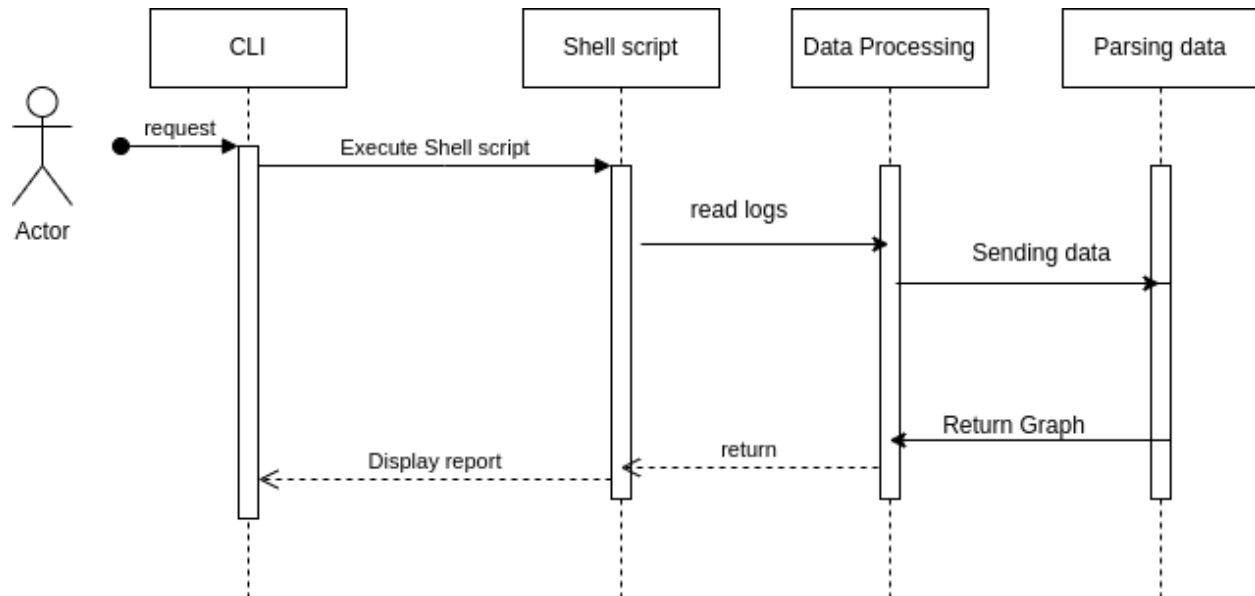 CLI
Shell script
Data Processing
Parsing data
request
Execute Shell script
read logs
Actor
Sending data
Return Graph
return
Display report